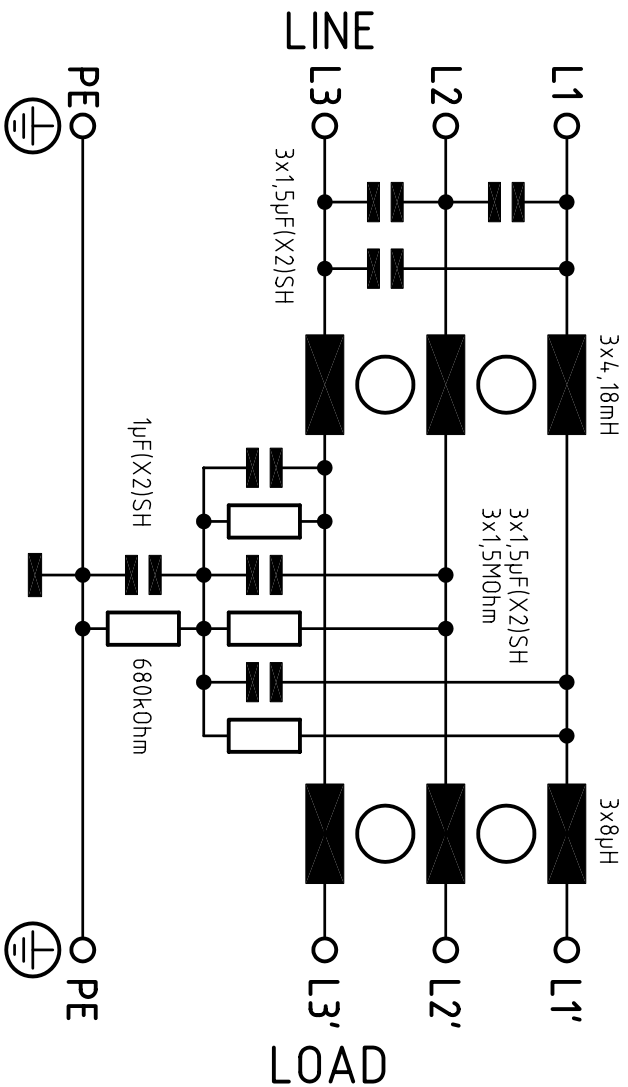 LINE
LOAD
L1
L1'
L2
L2'
L3
L3'
PE
PE
3x4,18mH
3x8µH
3x1,5µF(X2)SH
3x1,5MOhm
3x1,5µF(X2)SH
1µF(X2)SH
680kOhm